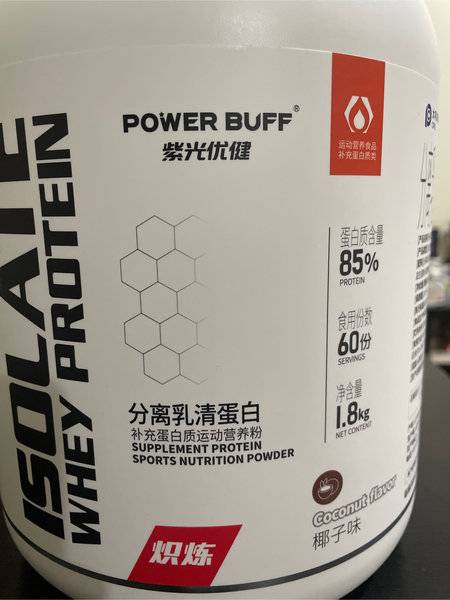 ISOLATE
WHEY PROTEIN
POWER BUFF®
紫光优健
运动营养食品
补充蛋白质类
蛋白质含量
85%
PROTEIN
食用份数
60份
SERVINGS
净含量
1.8kg
NET CONTENT
分离乳清蛋白
补充蛋白质运动营养粉
SUPPLEMENT PROTEIN
SPORTS NUTRITION POWDER
Coconut flavor
椰子味
炽炼